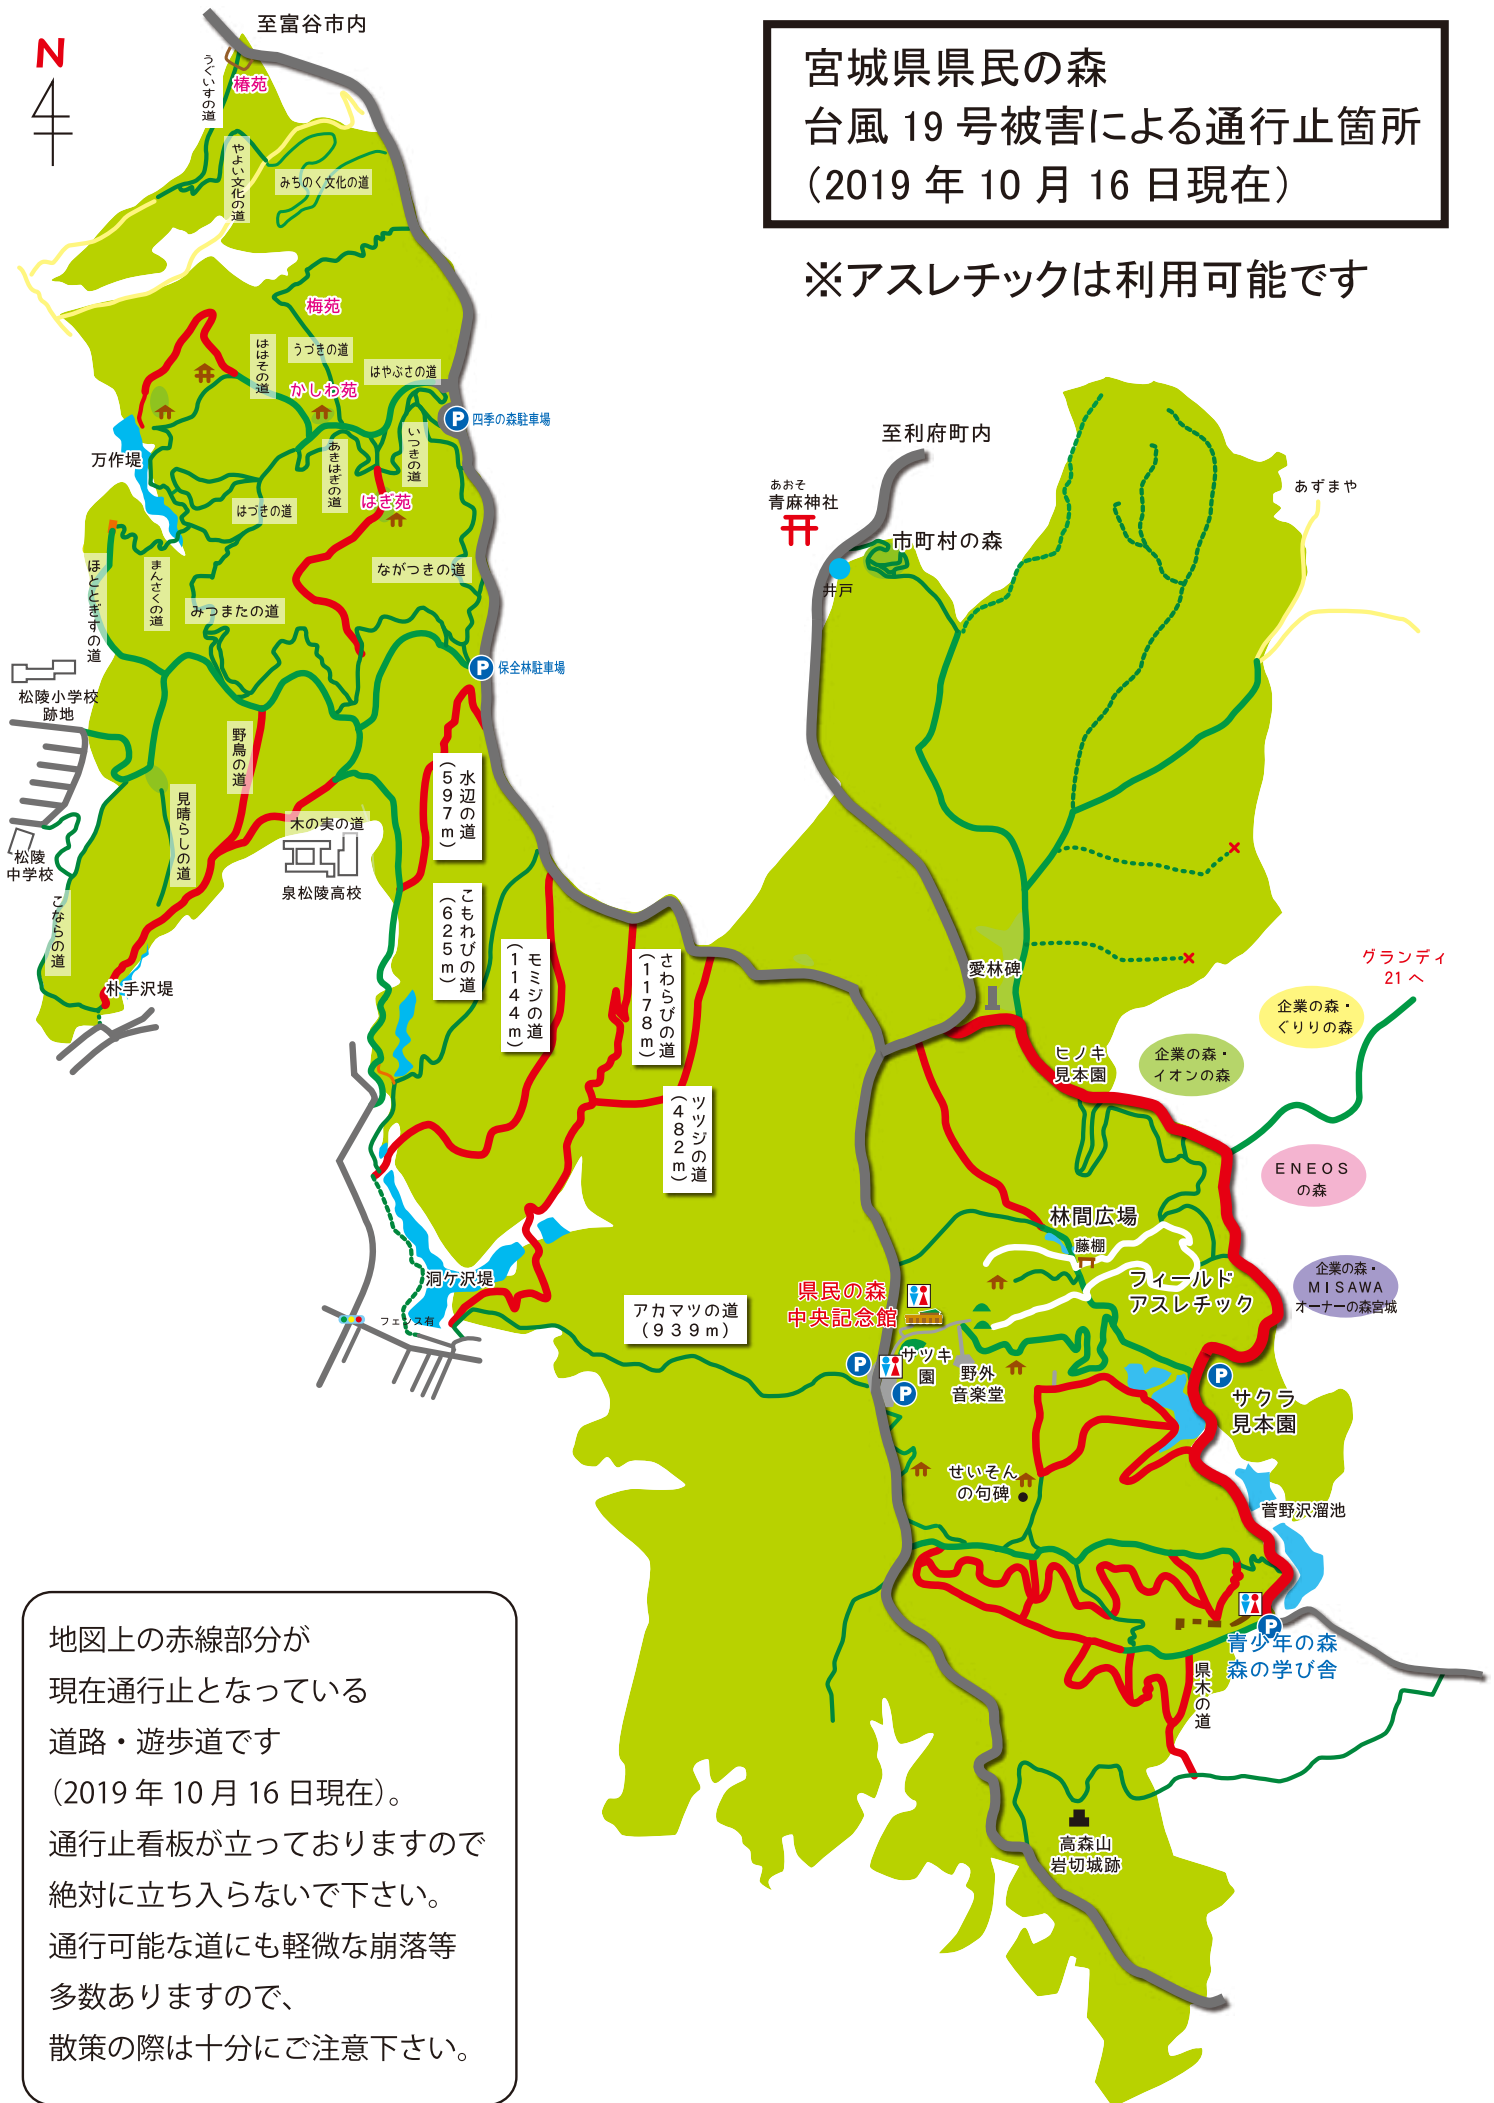 宮城県県民の森
台風 19 号被害による通行止箇所
(2019 年 10 月 16 日現在)
※アスレチックは利用可能です
N
至富谷市内
うぐいすの道
椿苑
やよい文化の道
みちのく文化の道
梅苑
ははその道
うづきの道
はやぶさの道
かしわ苑
P
四季の森駐車場
いつきの道
あきはぎの道
万作堤
はづきの道
はぎ苑
ながつきの道
ほととぎすの道
まんさくの道
みつまたの道
P
保全林駐車場
松陵小学校
跡地
野鳥の道
見晴らしの道
木の実の道
泉松陵高校
松陵
中学校
こならの道
朴手沢堤
水辺の道
(597m)
こもれびの道
(625m)
モミジの道
(1144m)
さわらびの道
(1178m)
ツツジの道
(482m)
洞ケ沢堤
フェンス有
アカマツの道
(939m)
至利府町内
あおそ
青麻神社
井戸
市町村の森
あずまや
愛林碑
グランディ
21 へ
企業の森・
ぐりりの森
企業の森・
イオンの森
ヒノキ
見本園
ENEOS
の森
企業の森・
MISAWA
オーナーの森宮城
林間広場
藤棚
フィールド
アスレチック
県民の森
中央記念館
P
P
サツキ
園
野外
音楽堂
P
サクラ
見本園
せいそん
の句碑
菅野沢溜池
P
青少年の森
森の学び舎
県木の道
高森山
岩切城跡
地図上の赤線部分が
現在通行止となっている
道路・遊歩道です
(2019 年 10 月 16 日現在)。
通行止看板が立っておりますので
絶対に立ち入らないで下さい。
通行可能な道にも軽微な崩落等
多数ありますので、
散策の際は十分にご注意下さい。